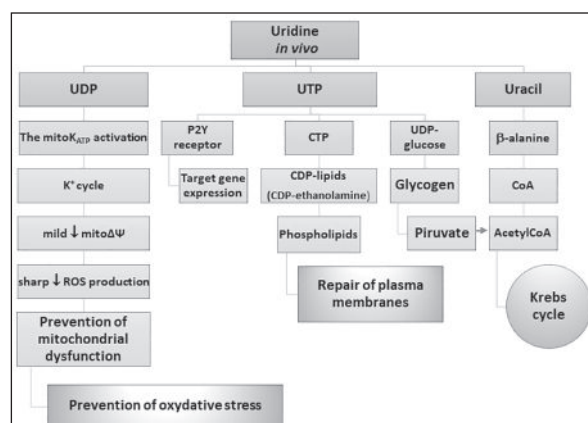 Uridine
in vivo
UDP
UTP
Uracil
The mitoKATP activation
K+ cycle
mild ↓ mitoΔΨ
sharp ↓ ROS production
Prevention of
mitochondrial
dysfunction
Prevention of oxydative stress
P2Y
receptor
Target gene
expression
CTP
CDP-lipids
(CDP-ethanolamine)
Phospholipids
Repair of plasma
membranes
UDP-
glucose
Glycogen
Piruvate
β-alanine
CoA
AcetylCoA
Krebs
cycle